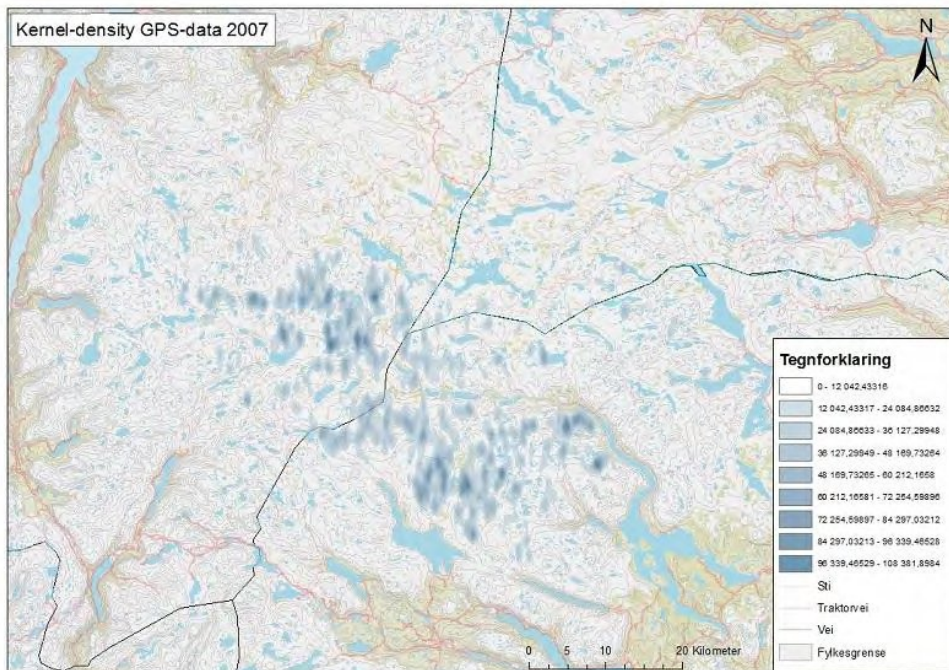 Kernel-density GPS-data 2007
N
Tegnforklaring
0 - 12 042,43316
12 042,43317 - 24 084,86632
24 084,86633 - 36 127,29948
36 127,29949 - 48 169,73264
48 169,73265 - 60 212,1658
60 212,16581 - 72 254,59896
72 254,59897 - 84 297,03212
84 297,03213 - 96 339,46528
96 339,46529 - 108 381,8984
Sti
Traktorvei
Vei
Fylkesgrense
0 5 10 20 Kilometer